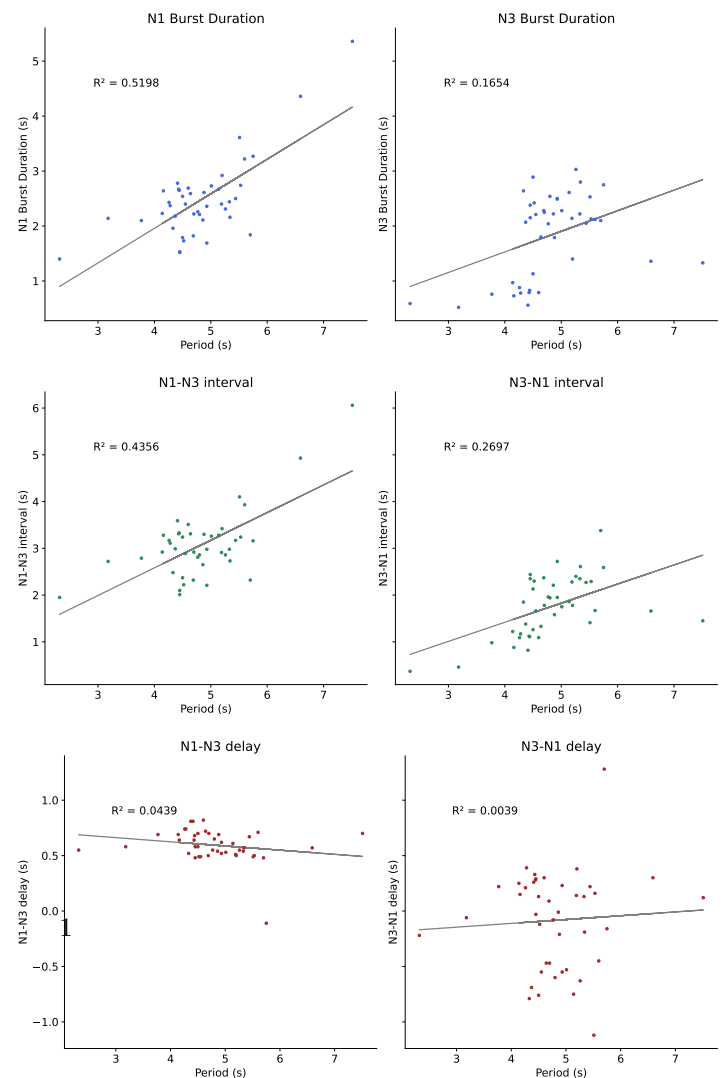 N1 Burst Duration
N3 Burst Duration
R² = 0.5198
R² = 0.1654
N1 Burst Duration (s)
N3 Burst Duration (s)
5
4
3
2
1
3 4 5 6 7
3 4 5 6 7
Period (s)
Period (s)
N1-N3 interval
N3-N1 interval
R² = 0.4356
R² = 0.2697
N1-N3 interval (s)
N3-N1 interval (s)
6
5
4
3
2
1
3 4 5 6 7
3 4 5 6 7
Period (s)
Period (s)
N1-N3 delay
N3-N1 delay
R² = 0.0439
R² = 0.0039
N1-N3 delay (s)
N3-N1 delay (s)
1.0
0.5
0.0
−0.5
−1.0
3 4 5 6 7
3 4 5 6 7
Period (s)
Period (s)